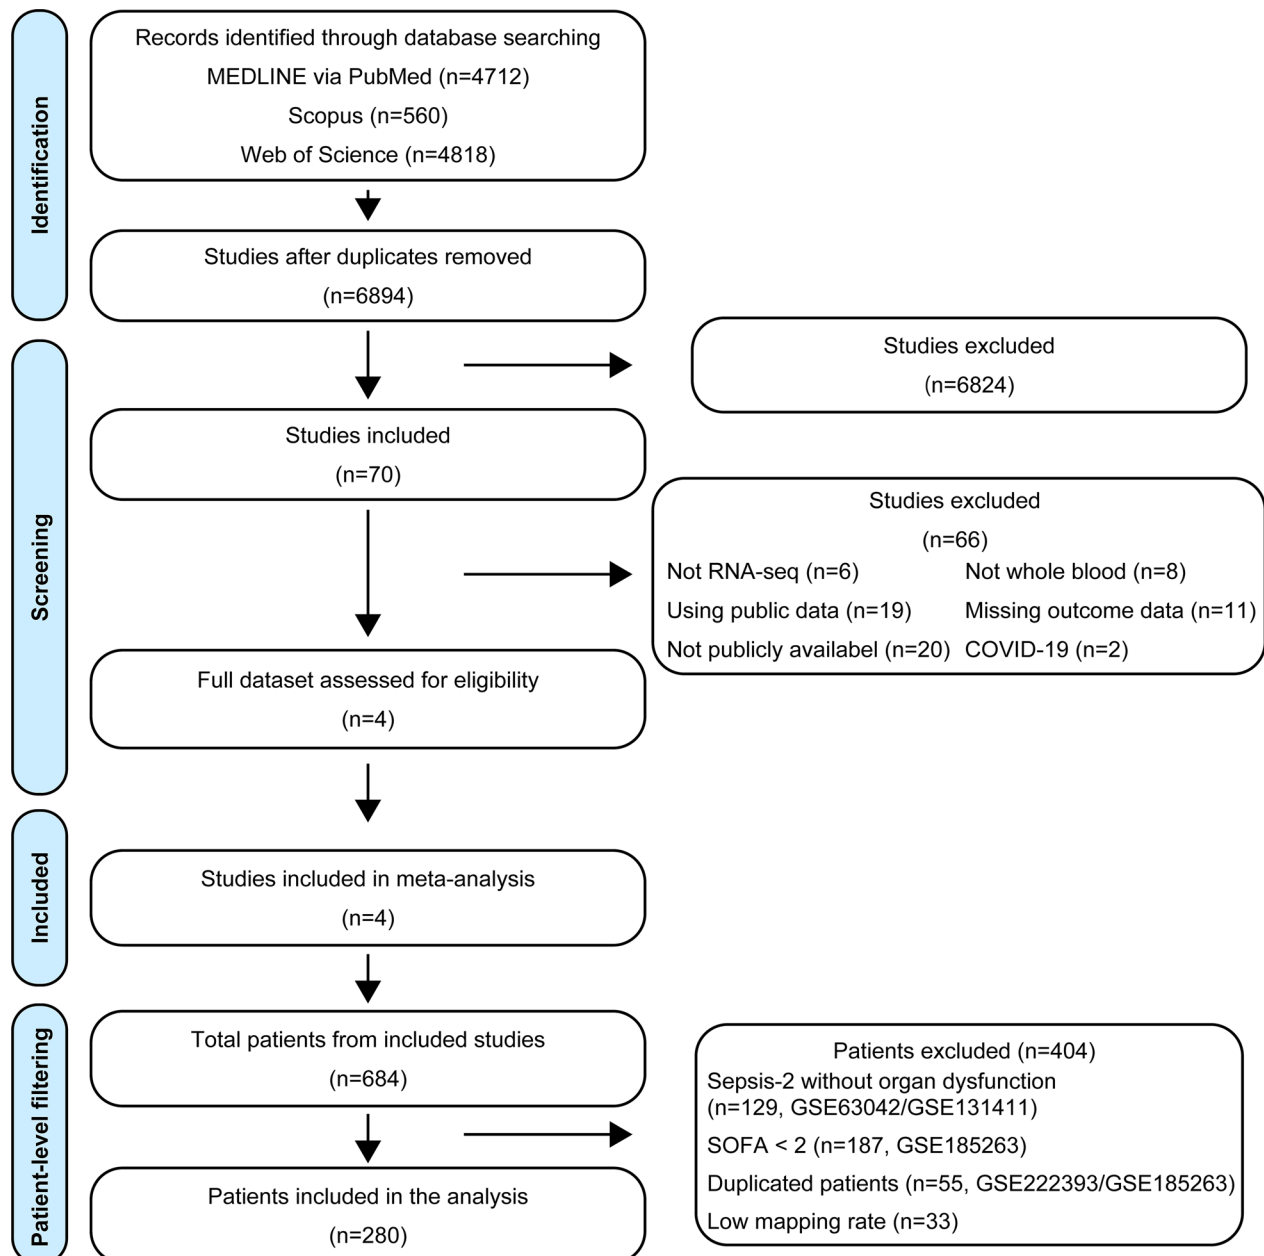 Identification
Records identified through database searching
MEDLINE via PubMed (n=4712)
Scopus (n=560)
Web of Science (n=4818)
Studies after duplicates removed
(n=6894)
Screening
Studies excluded
(n=6824)
Studies included
(n=70)
Studies excluded
(n=66)
Not RNA-seq (n=6) Not whole blood (n=8)
Using public data (n=19) Missing outcome data (n=11)
Not publicly availabel (n=20) COVID-19 (n=2)
Full dataset assessed for eligibility
(n=4)
Included
Studies included in meta-analysis
(n=4)
Patient-level filtering
Total patients from included studies
(n=684)
Patients excluded (n=404)
Sepsis-2 without organ dysfunction
(n=129, GSE63042/GSE131411)
SOFA < 2 (n=187, GSE185263)
Duplicated patients (n=55, GSE222393/GSE185263)
Low mapping rate (n=33)
Patients included in the analysis
(n=280)